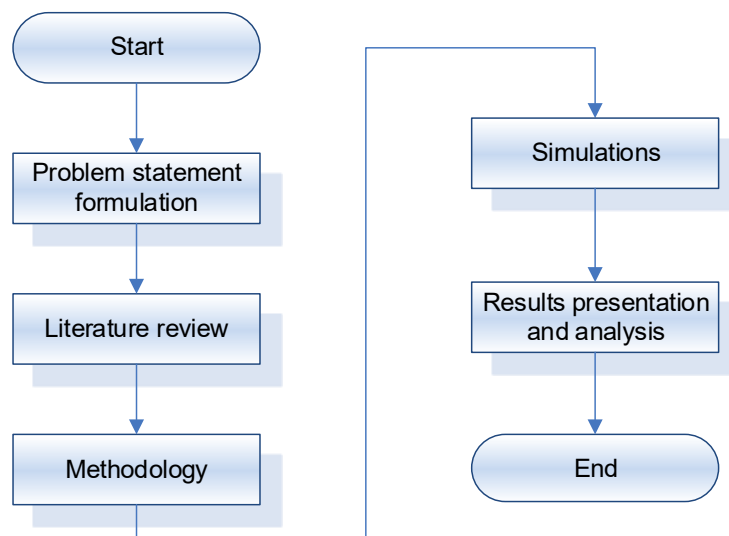 Start
Problem statement
formulation
Literature review
Methodology
Simulations
Results presentation
and analysis
End